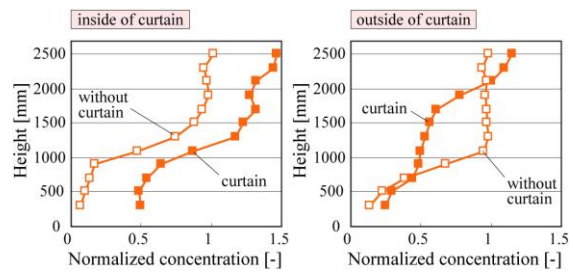 inside of curtain
outside of curtain
Height [mm]
2500
2000
1500
1000
500
0
without
curtain
curtain
0
0.5
1
1.5
Normalized concentration [-]
Height [mm]
2500
2000
1500
1000
500
0
curtain
without
curtain
0
0.5
1
1.5
Normalized concentration [-]